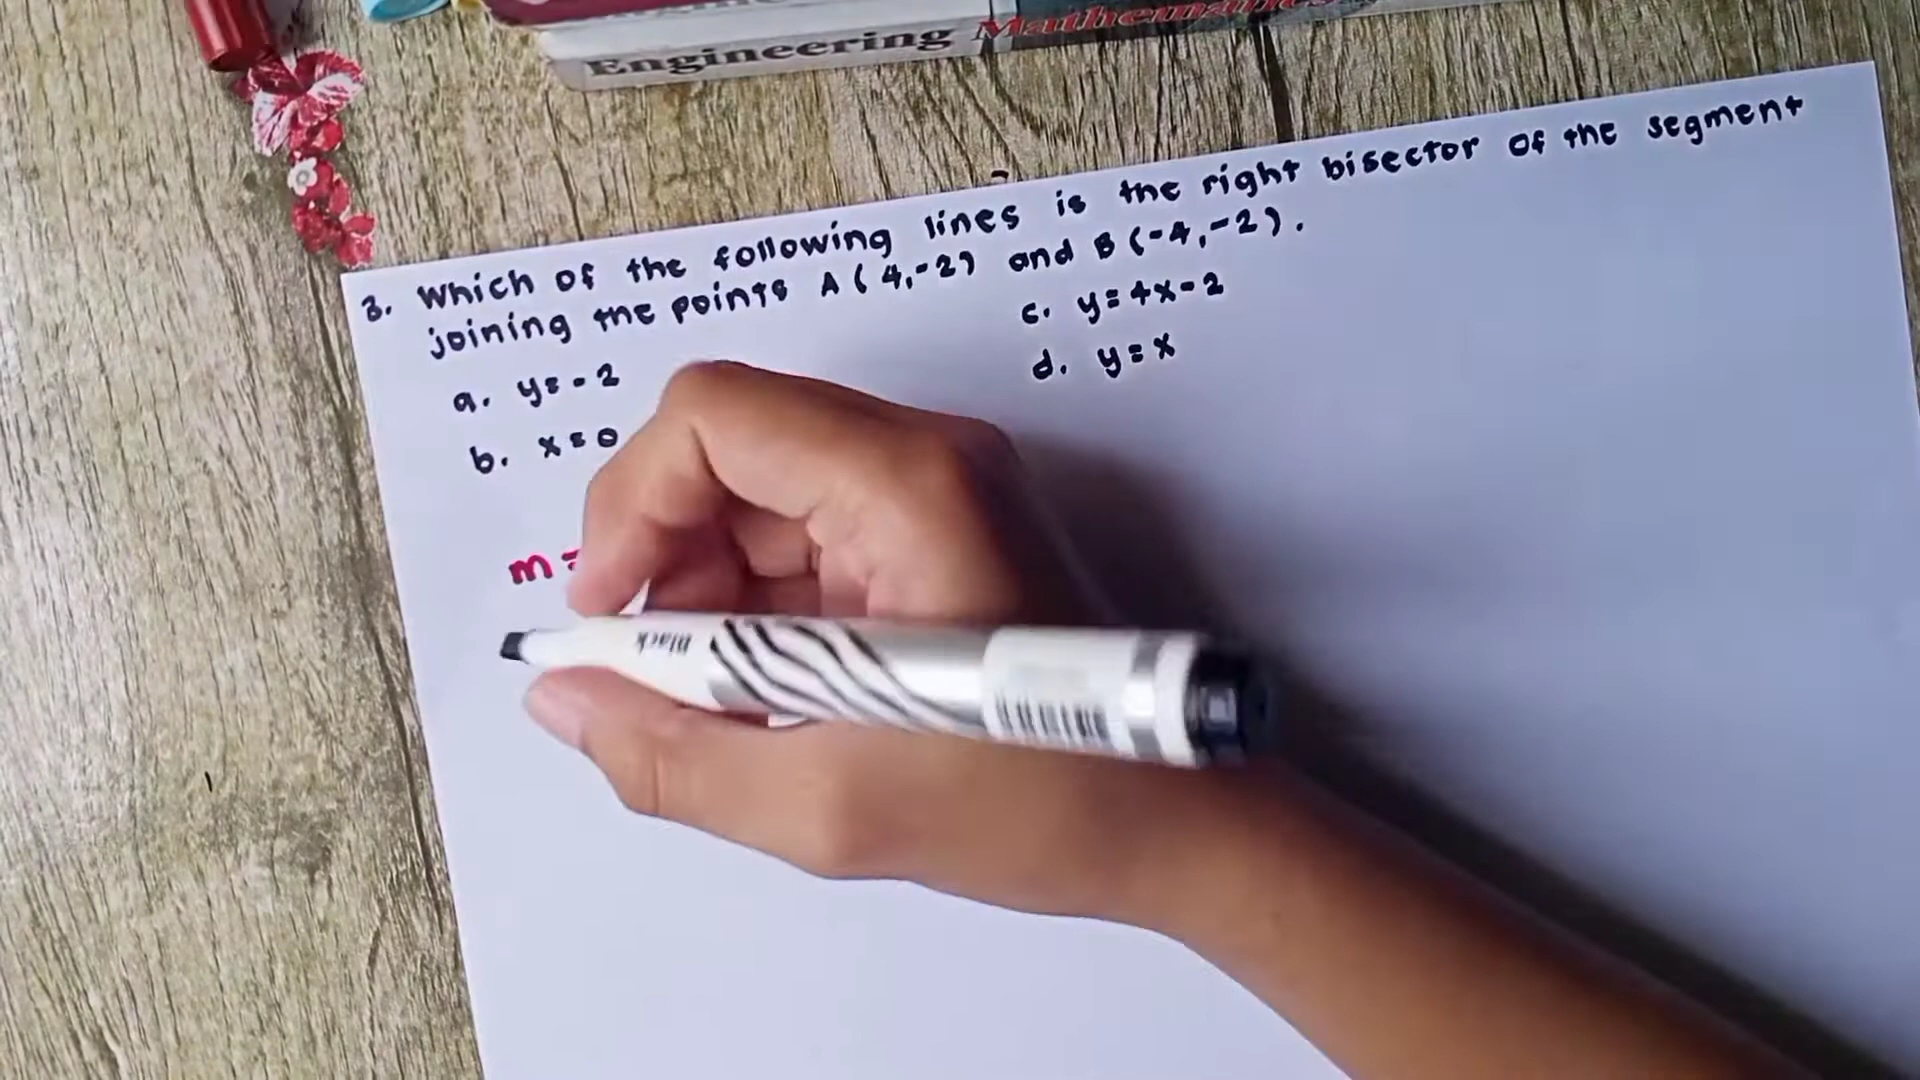 Engineering Mathematics
3. Which of the following lines is the right bisector of the segment
joining the points A(4,-2) and B(-4,-2).
a. y=-2
b. x=0
c. y=4x-2
d. y=x
m=
Black